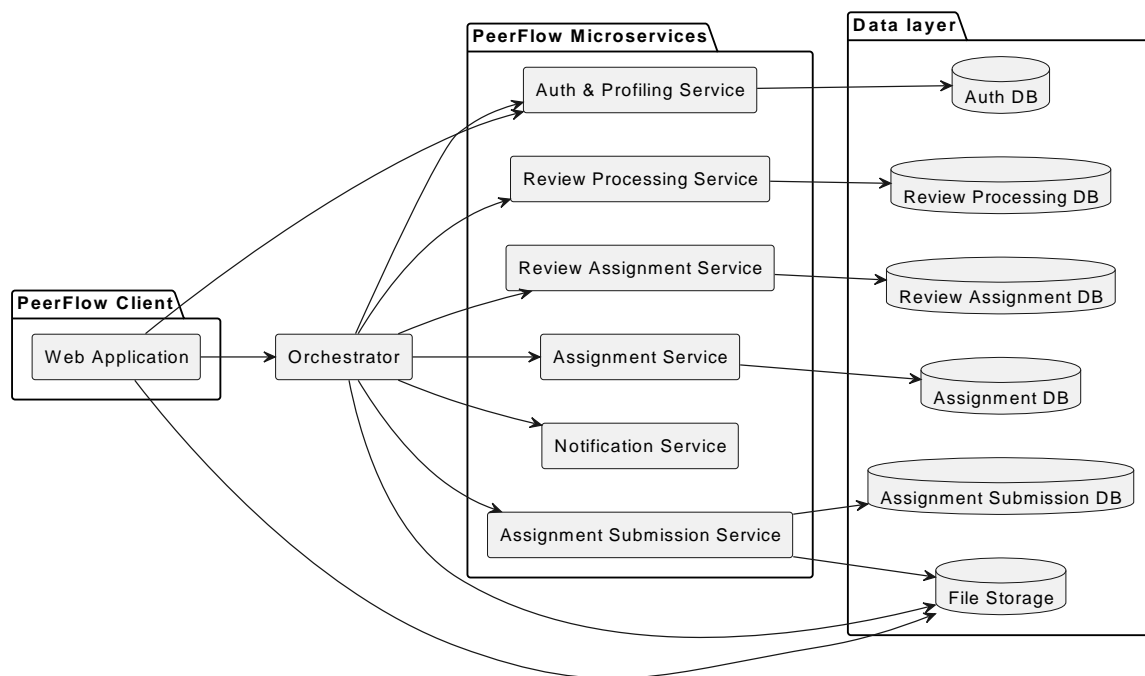 PeerFlow Microservices
Data layer
Auth & Profiling Service
Auth DB
Review Processing Service
Review Processing DB
Review Assignment Service
Review Assignment DB
PeerFlow Client
Web Application
Orchestrator
Assignment Service
Assignment DB
Notification Service
Assignment Submission DB
Assignment Submission Service
File Storage